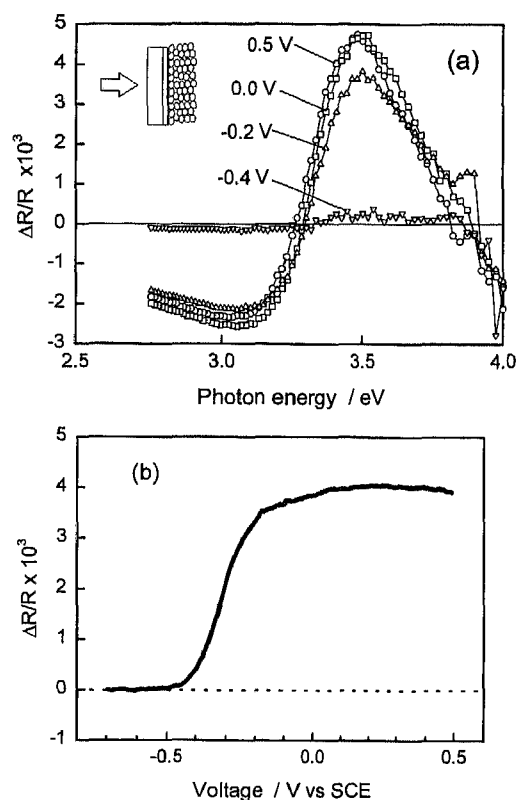 5
4
3
2
1
0
-1
-2
-3
ΔR/R x10³
(a)
0.5 V
0.0 V
-0.2 V
-0.4 V
2.5 3.0 3.5 4.0
Photon energy / eV
5
4
3
2
1
0
-1
ΔR/R x 10³
(b)
-0.5 0.0 0.5
Voltage / V vs SCE